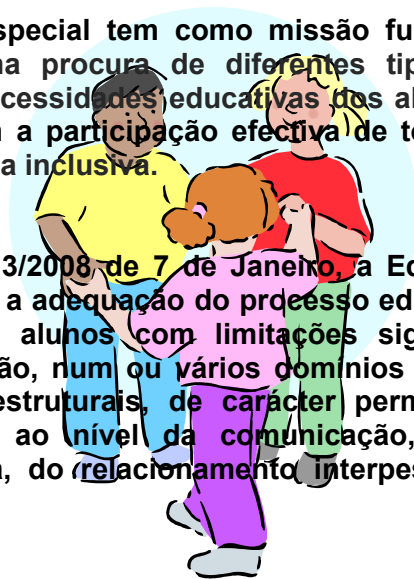 special tem como missão fu
na procura de diferentes tip
cessidades educativas dos al
a participação efectiva de t
a inclusiva.
3/2008 de 7 de Janeiro, a Ec
a adequação do processo ed
alunos com limitações sig
ão, num ou vários domínios
estruturais, de carácter perm
ao nível da comunicação,
a, do relacionamento interpes